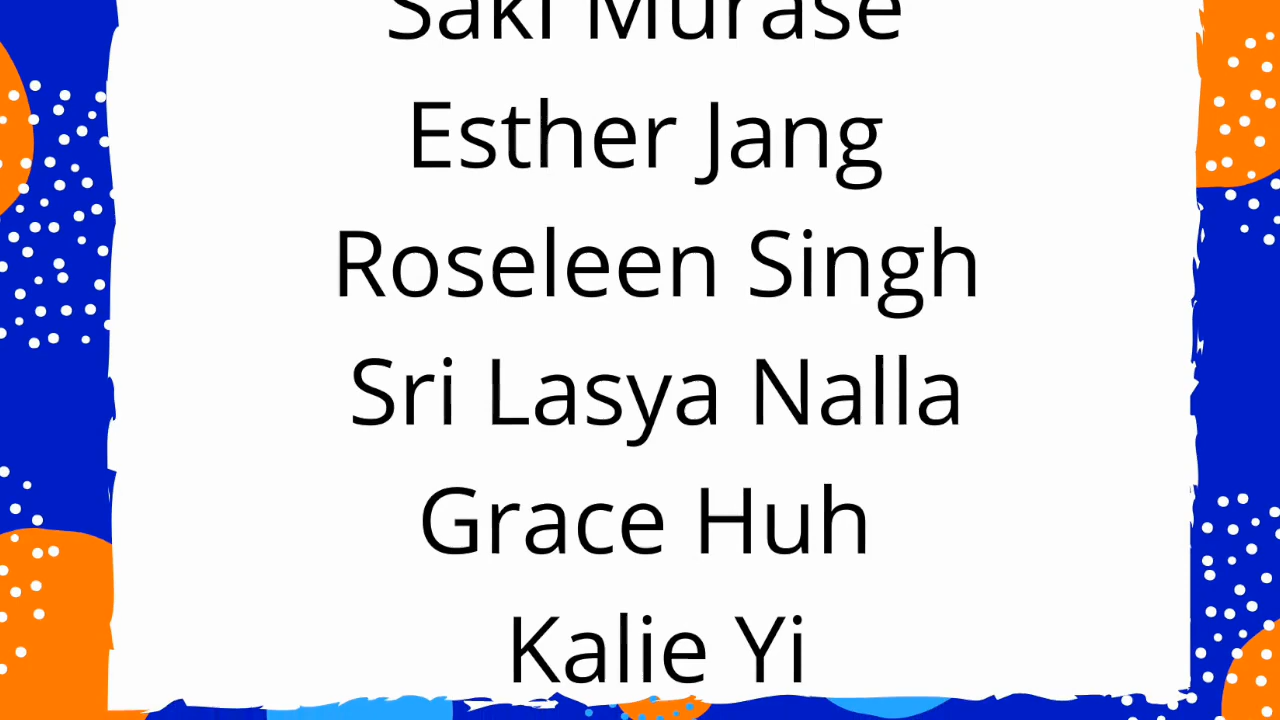 Saki Murase
Esther Jang
Roseleen Singh
Sri Lasya Nalla
Grace Huh
Kalie Yi